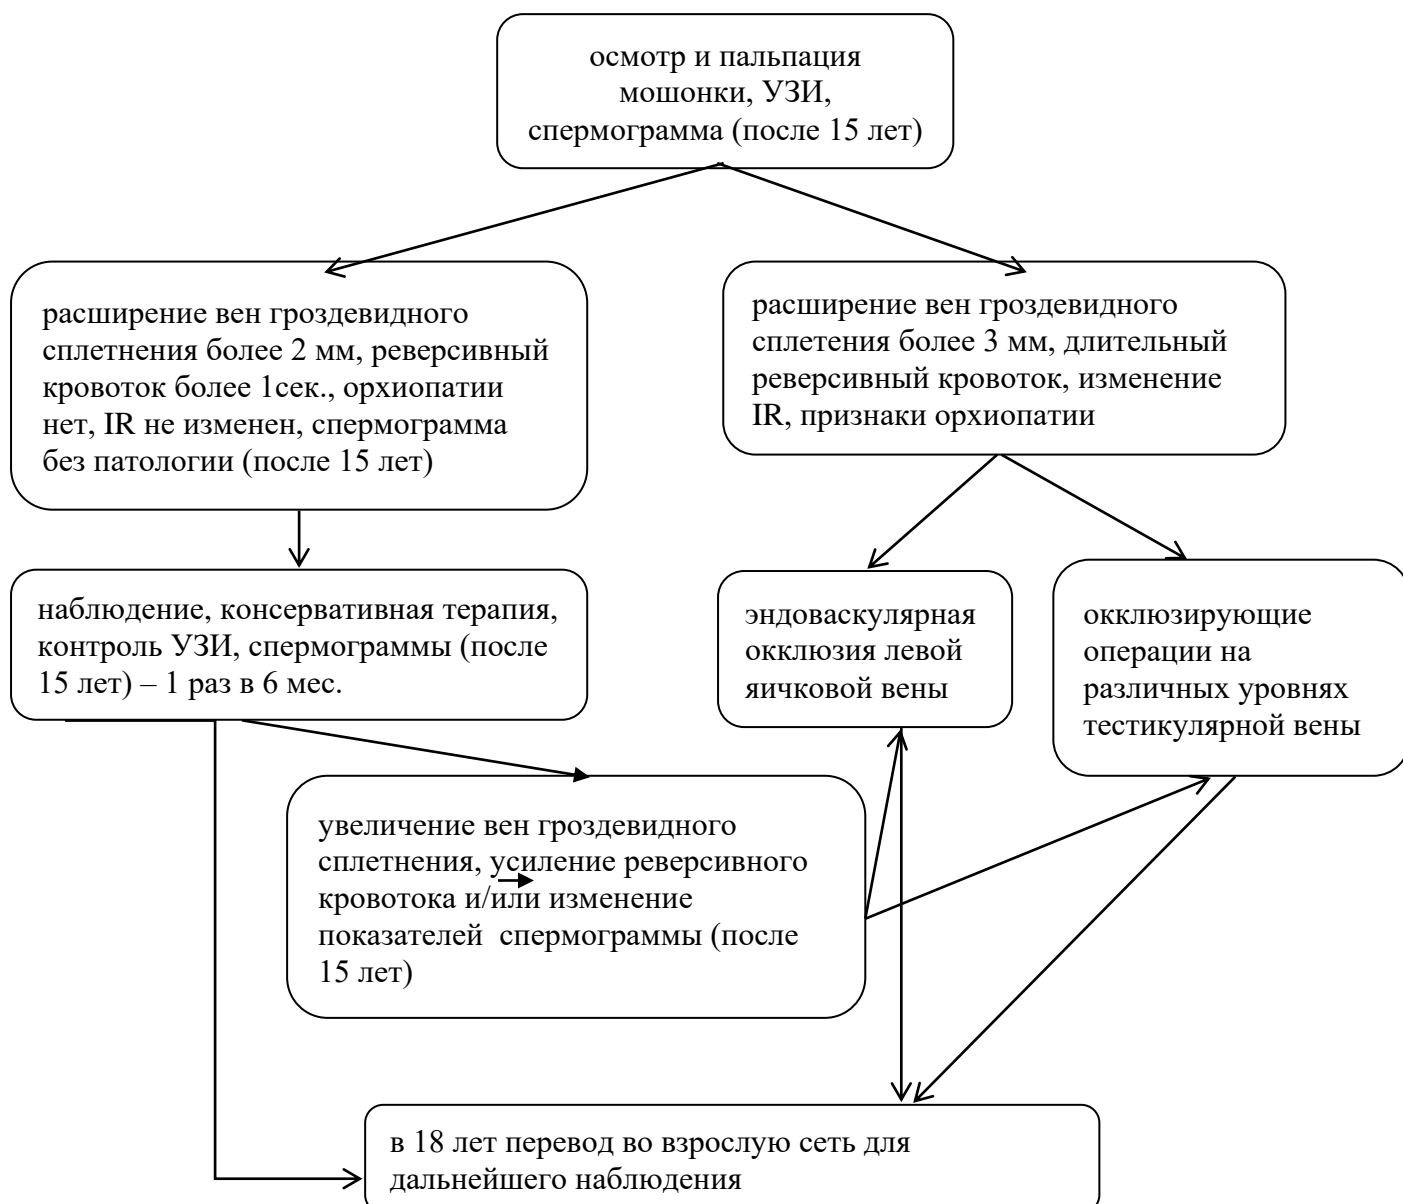 осмотр и пальпация
мошонки, УЗИ,
спермограмма (после 15 лет)
расширение вен гроздевидного
сплетнения более 2 мм, реверсивный
кровоток более 1сек., орхиопатии
нет, IR не изменен, спермограмма
без патологии (после 15 лет)
расширение вен гроздевидного
сплетения более 3 мм, длительный
реверсивный кровоток, изменение
IR, признаки орхиопатии
наблюдение, консервативная терапия,
контроль УЗИ, спермограммы (после
15 лет) – 1 раз в 6 мес.
эндоваскулярная
окклюзия левой
яичковой вены
окклюзирующие
операции на
различных уровнях
тестикулярной вены
увеличение вен гроздевидного
сплетнения, усиление реверсивного
кровотока и/или изменение
показателей спермограммы (после
15 лет)
в 18 лет перевод во взрослую сеть для
дальнейшего наблюдения